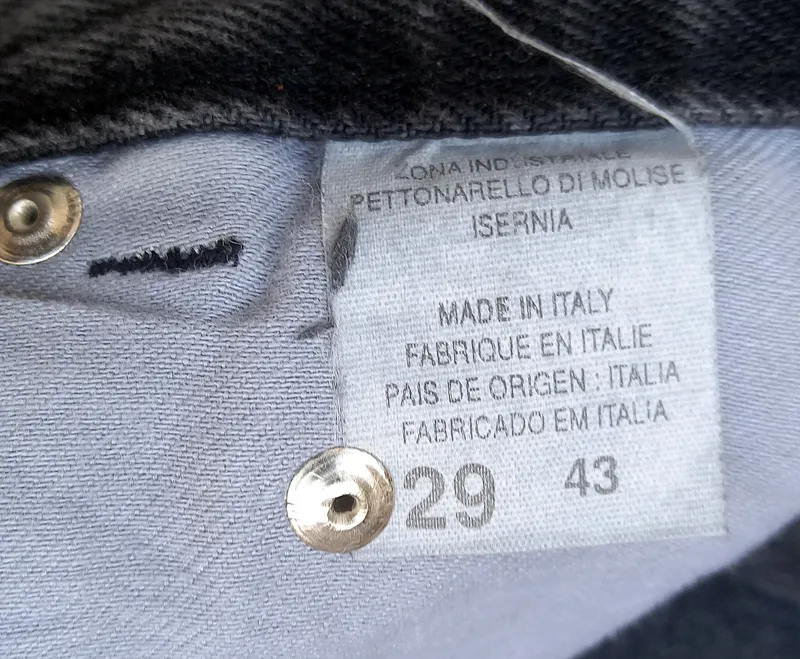 ZONA INDUSTRIALE
PETTONARELLO DI MOLISE
ISERNIA
MADE IN ITALY
FABRIQUE EN ITALIE
PAIS DE ORIGEN : ITALIA
FABRICADO EM ITALIA
29 43